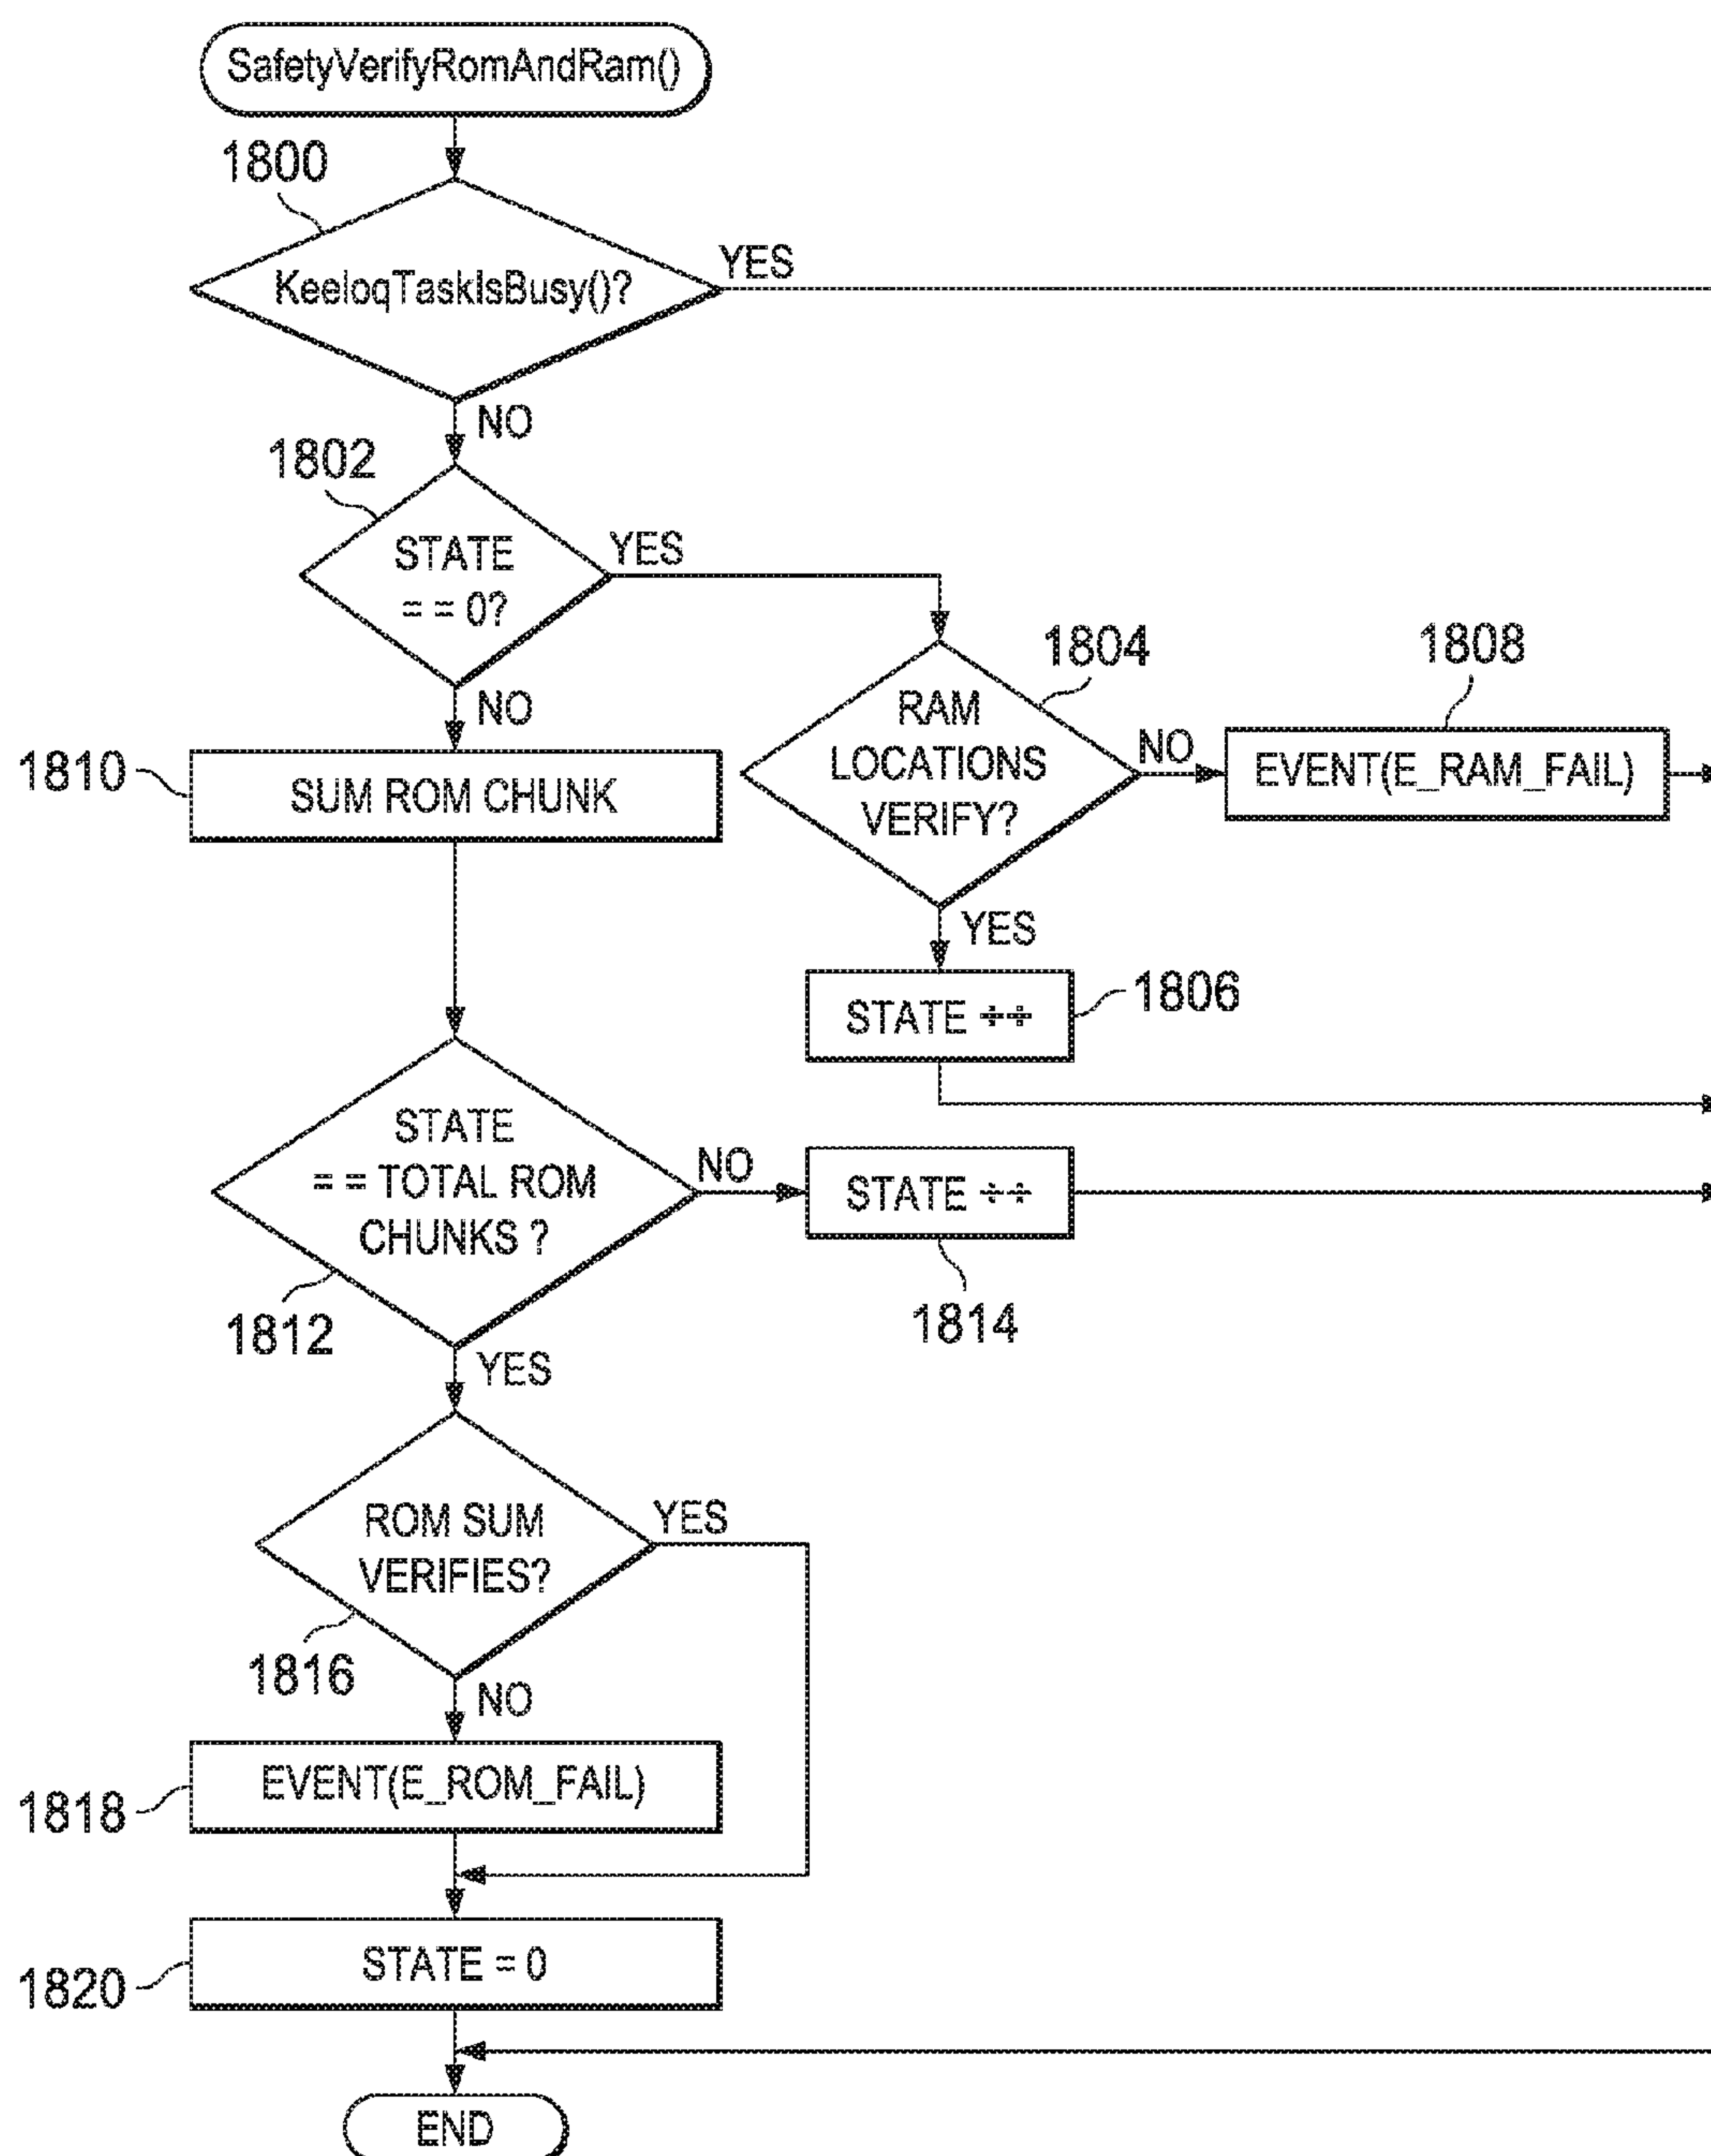 SafetyVerifyRomAndRam()
1800
KeeloqTaskIsBusy()?
YES
NO
1802
STATE
= = 0?
YES
NO
1804
RAM
LOCATIONS
VERIFY?
NO
1808
EVENT(E_RAM_FAIL)
1810
SUM ROM CHUNK
YES
STATE ++
1806
STATE
= = TOTAL ROM
CHUNKS ?
NO
STATE ++
1814
1812
YES
ROM SUM
VERIFIES?
YES
1816
NO
EVENT(E_ROM_FAIL)
1818
STATE = 0
1820
END